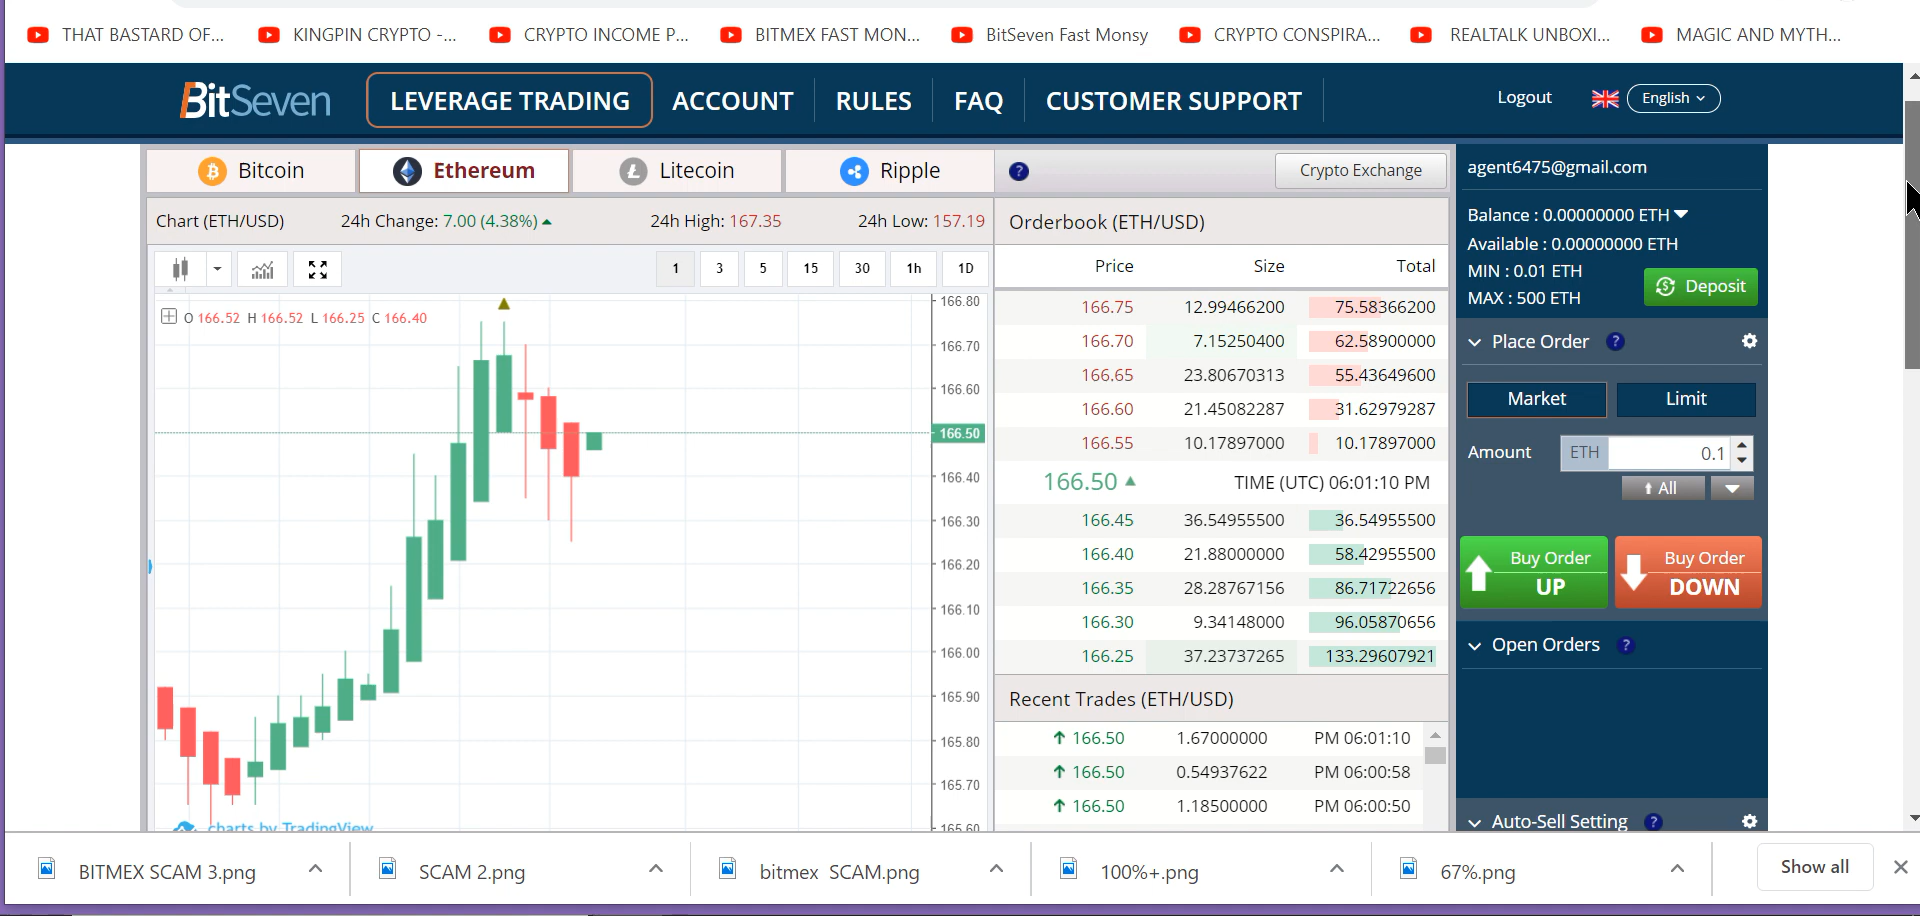 THAT BASTARD OF...
KINGPIN CRYPTO -...
CRYPTO INCOME P...
BITMEX FAST MON...
BitSeven Fast Monsy
CRYPTO CONSPIRA...
REALTALK UNBOXI...
MAGIC AND MYTH...
BitSeven
LEVERAGE TRADING
ACCOUNT
RULES
FAQ
CUSTOMER SUPPORT
Logout
English
Bitcoin
Ethereum
Litecoin
Ripple
?
Crypto Exchange
Chart (ETH/USD)
24h Change: 7.00 (4.38%)
24h High: 167.35
24h Low: 157.19
1
3
5
15
30
1h
1D
O 166.52 H 166.52 L 166.25 C 166.40
166.80
166.70
166.60
166.50
166.40
166.30
166.20
166.10
166.00
165.90
165.80
165.70
165.60
charts by TradingView
Orderbook (ETH/USD)
Price Size Total
166.75 12.99466200 75.58366200
166.70 7.15250400 62.58900000
166.65 23.80670313 55.43649600
166.60 21.45082287 31.62979287
166.55 10.17897000 10.17897000
166.50 TIME (UTC) 06:01:10 PM
166.45 36.54955500 36.54955500
166.40 21.88000000 58.42955500
166.35 28.28767156 86.71722656
166.30 9.34148000 96.05870656
166.25 37.23737265 133.29607921
Recent Trades (ETH/USD)
166.50 1.67000000 PM 06:01:10
166.50 0.54937622 PM 06:00:58
166.50 1.18500000 PM 06:00:50
agent6475@gmail.com
Balance : 0.00000000 ETH
Available : 0.00000000 ETH
MIN : 0.01 ETH
MAX : 500 ETH
Deposit
Place Order ?
Market
Limit
Amount ETH 0.1
All
Buy Order UP
Buy Order DOWN
Open Orders ?
Auto-Sell Setting ?
BITMEX SCAM 3.png
SCAM 2.png
bitmex SCAM.png
100%+.png
67%.png
Show all